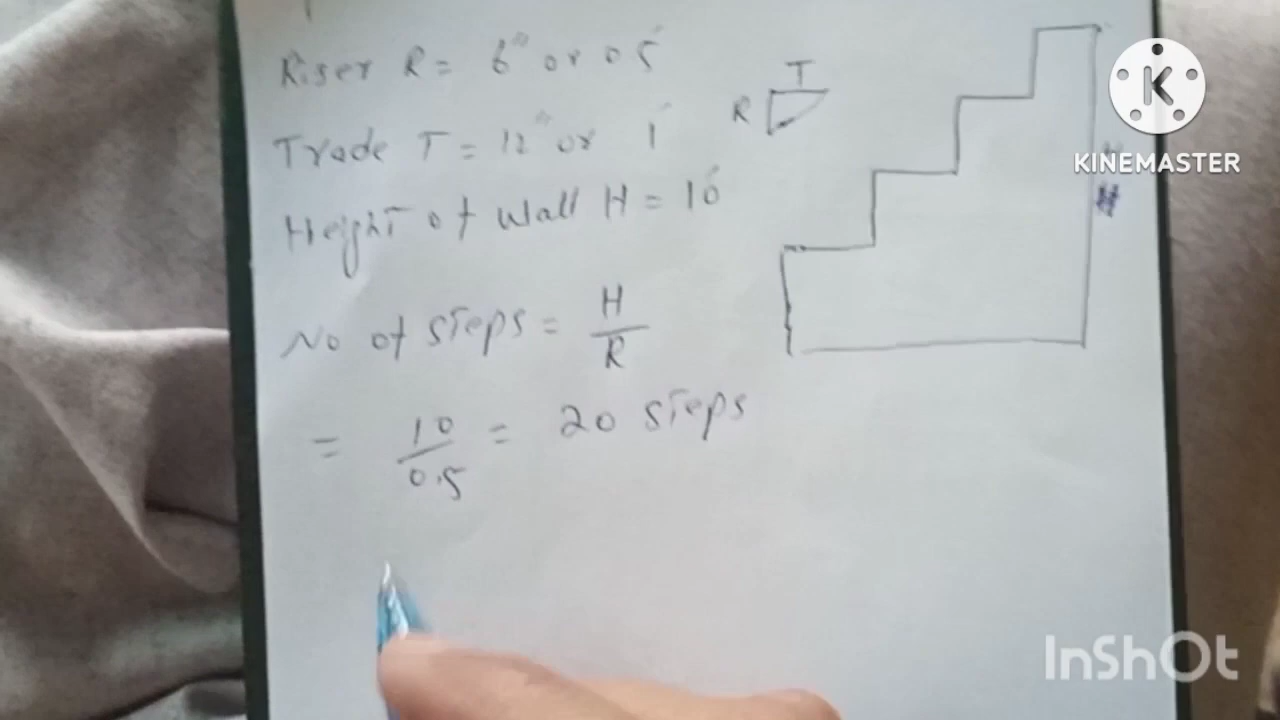 Riser R = 6" or 0.5'
Trade T = 12" or 1'
Height of wall H = 10'
No of steps = H/R
= 10/0.5 = 20 steps
T
R
H
K
KINEMASTER
InShOt